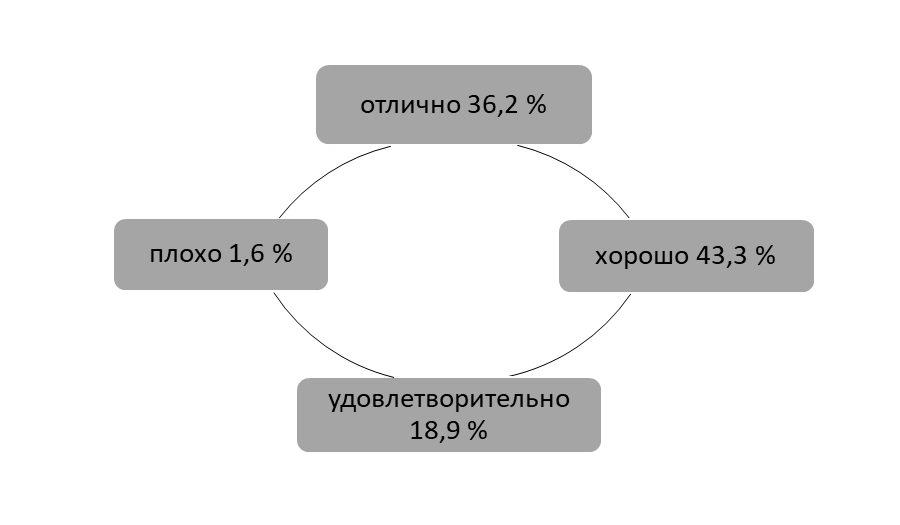 отлично 36,2 %
плохо 1,6 %
хорошо 43,3 %
удовлетворительно
18,9 %